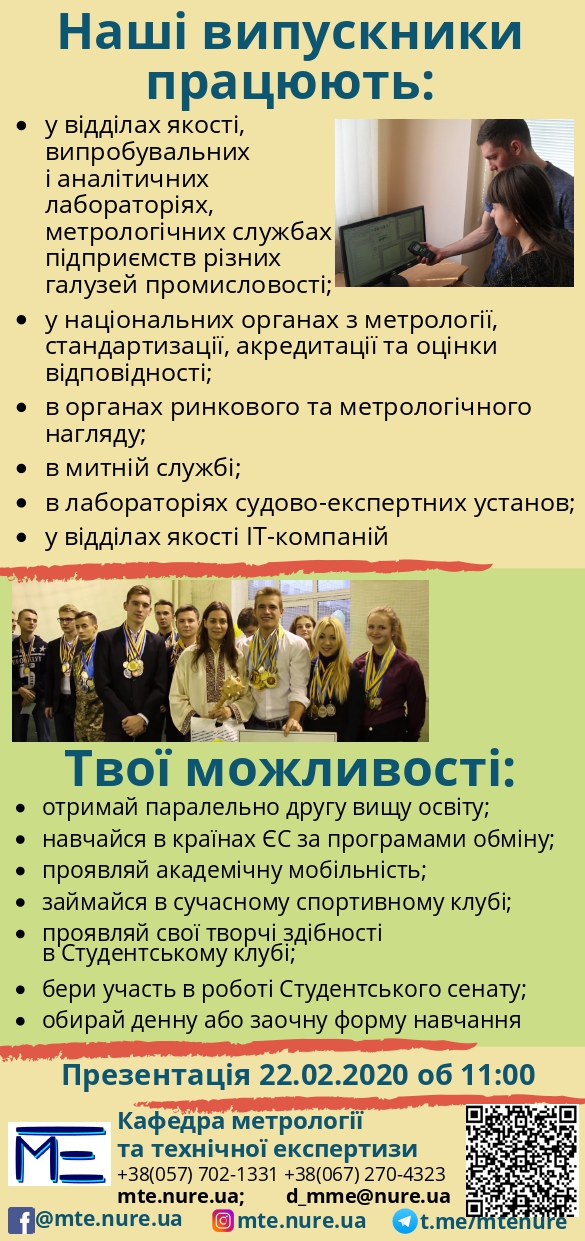 Наші випускники
працюють:
• у відділах якості,
випробувальних
і аналітичних
лабораторіях,
метрологічних службах
підприємств різних
галузей промисловості;
• у національних органах з метрології,
стандартизації, акредитації та оцінки
відповідності;
• в органах ринкового та метрологічного
нагляду;
• в митній службі;
• в лабораторіях судово-експертних установ;
• у відділах якості ІТ-компаній
Твої можливості:
• отримай паралельно другу вищу освіту;
• навчайся в країнах ЄС за програмами обміну;
• проявляй академічну мобільність;
• займайся в сучасному спортивному клубі;
• проявляй свої творчі здібності
в Студентському клубі;
• бери участь в роботі Студентського сенату;
• обирай денну або заочну форму навчання
Презентація 22.02.2020 об 11:00
МЕ
Кафедра метрології
та технічної експертизи
+38(057) 702-1331 +38(067) 270-4323
mte.nure.ua; d_mme@nure.ua
@mte.nure.ua mte.nure.ua t.me/mtenure